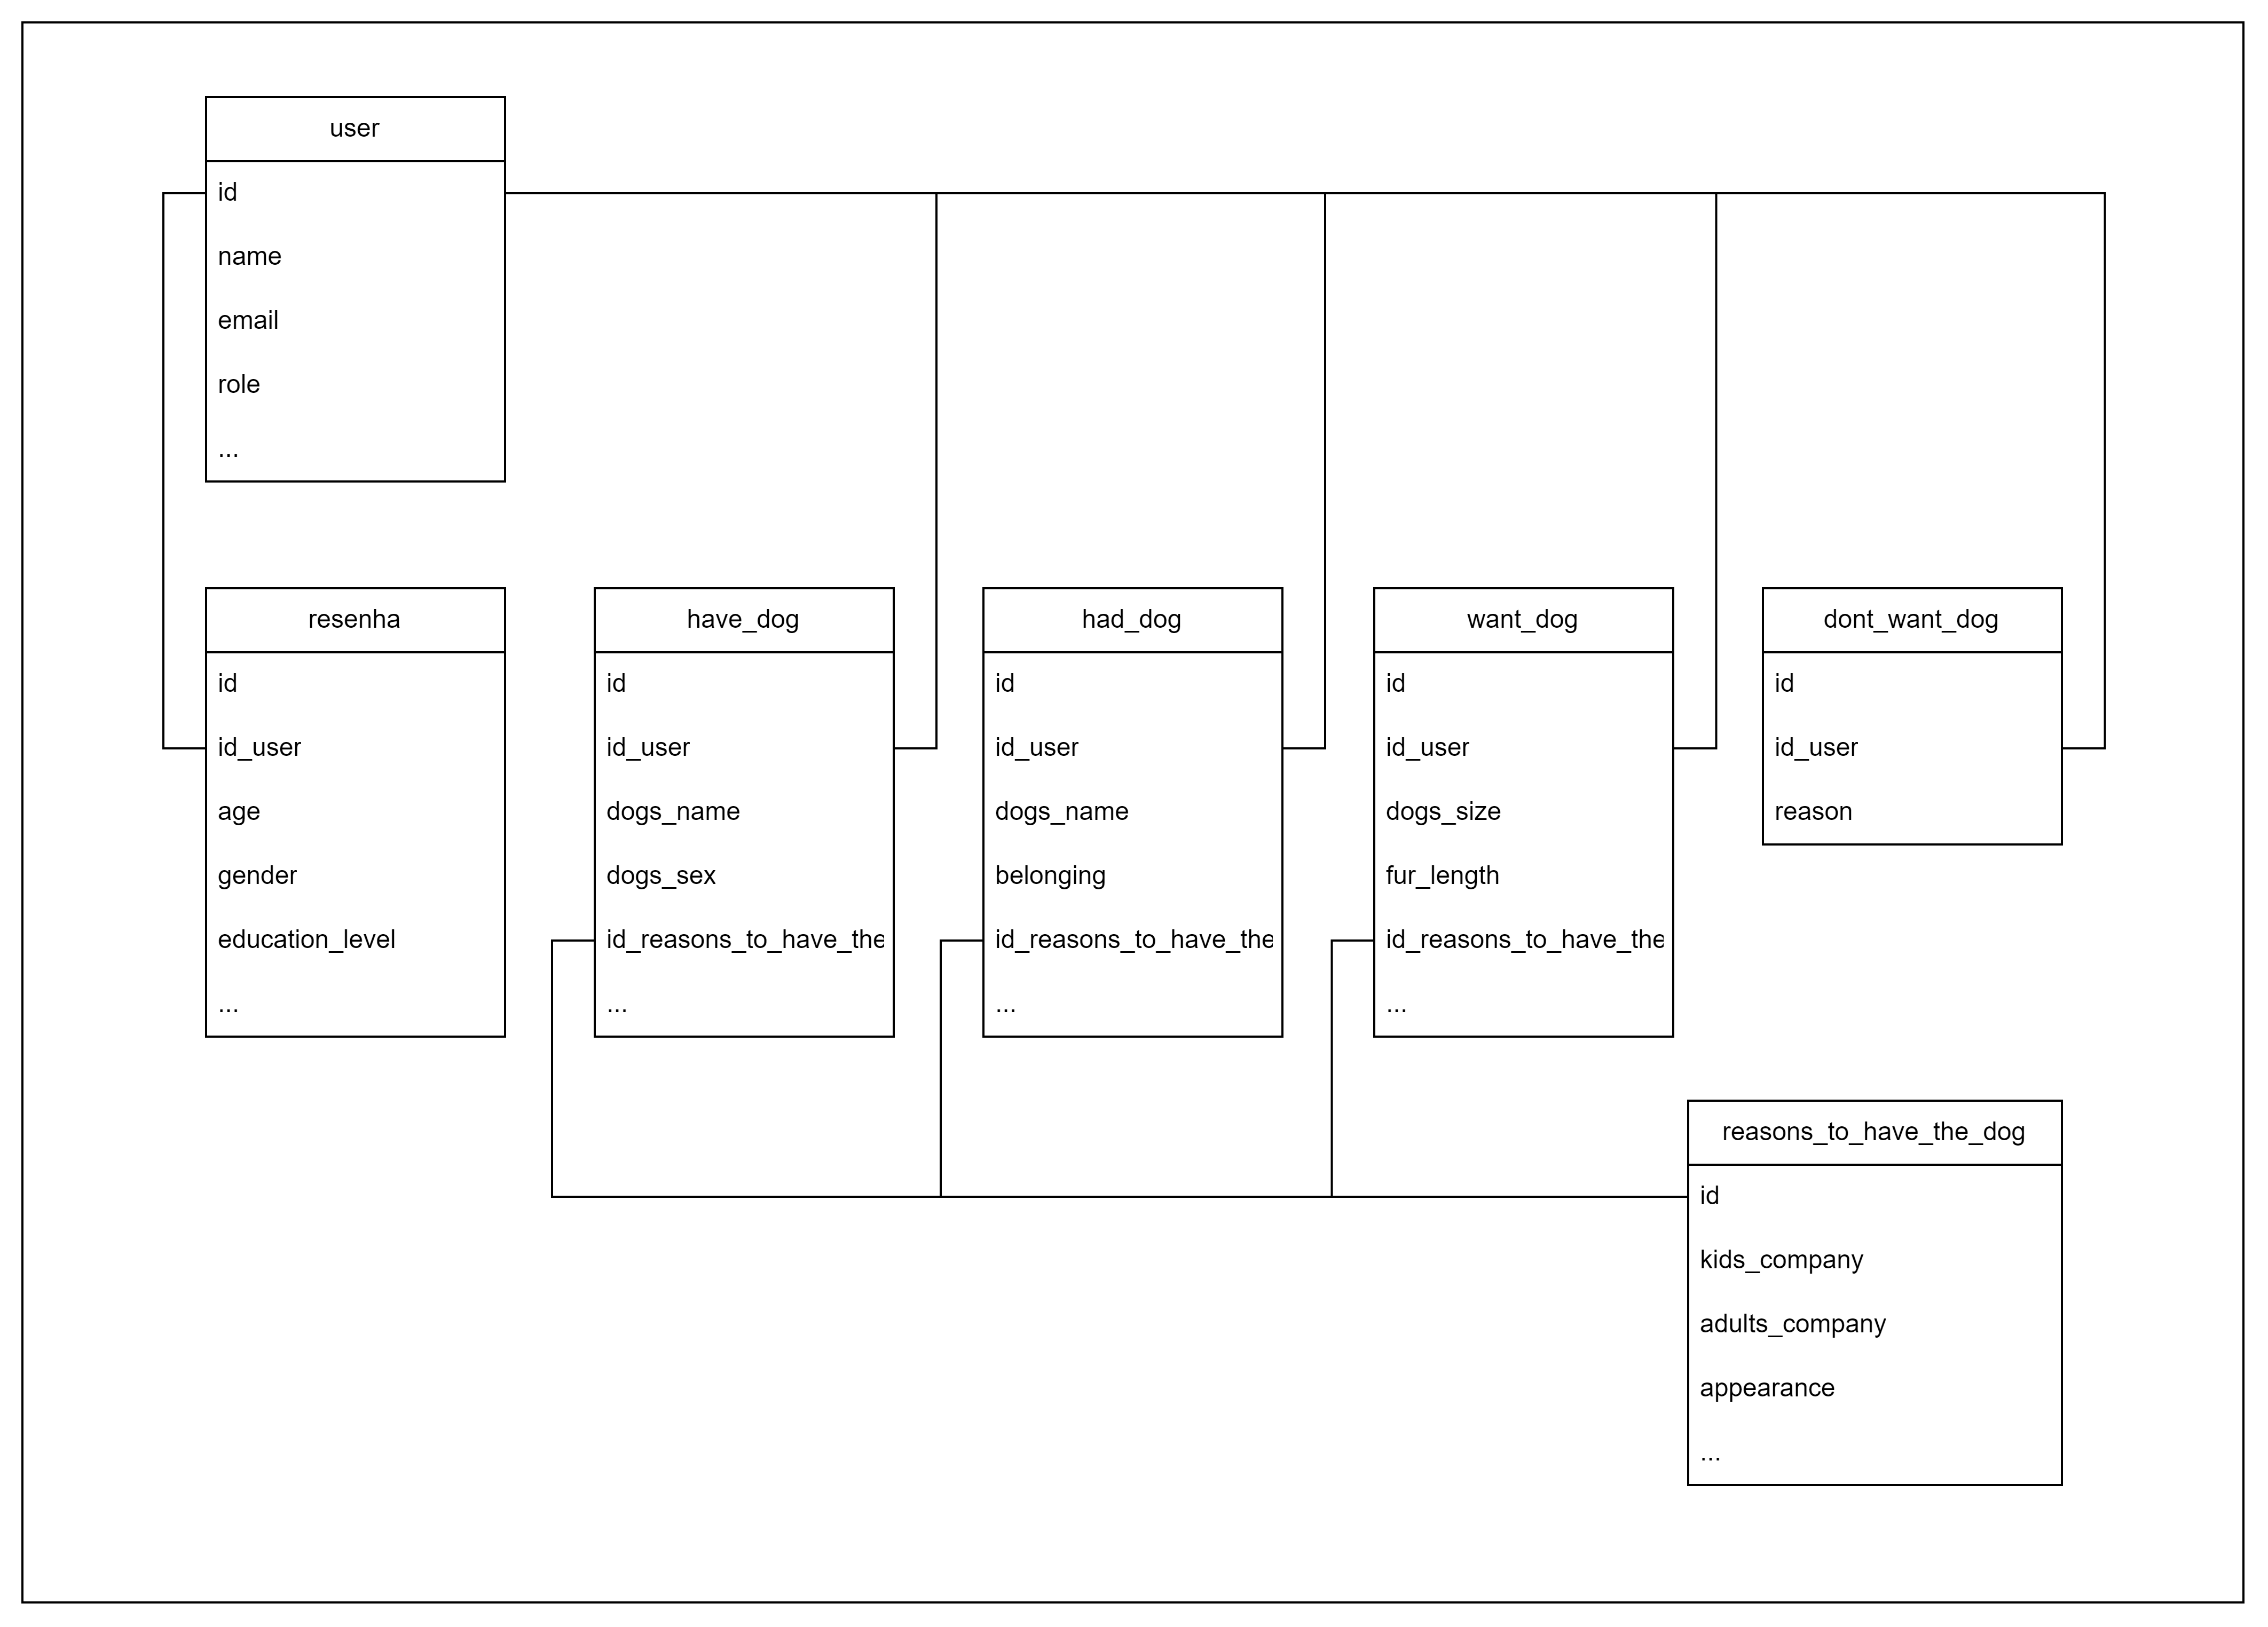 user
id
name
email
role
...
resenha
id
id_user
age
gender
education_level
...
have_dog
id
id_user
dogs_name
dogs_sex
id_reasons_to_have_the
...
had_dog
id
id_user
dogs_name
belonging
id_reasons_to_have_the
...
want_dog
id
id_user
dogs_size
fur_length
id_reasons_to_have_the
...
dont_want_dog
id
id_user
reason
reasons_to_have_the_dog
id
kids_company
adults_company
appearance
...